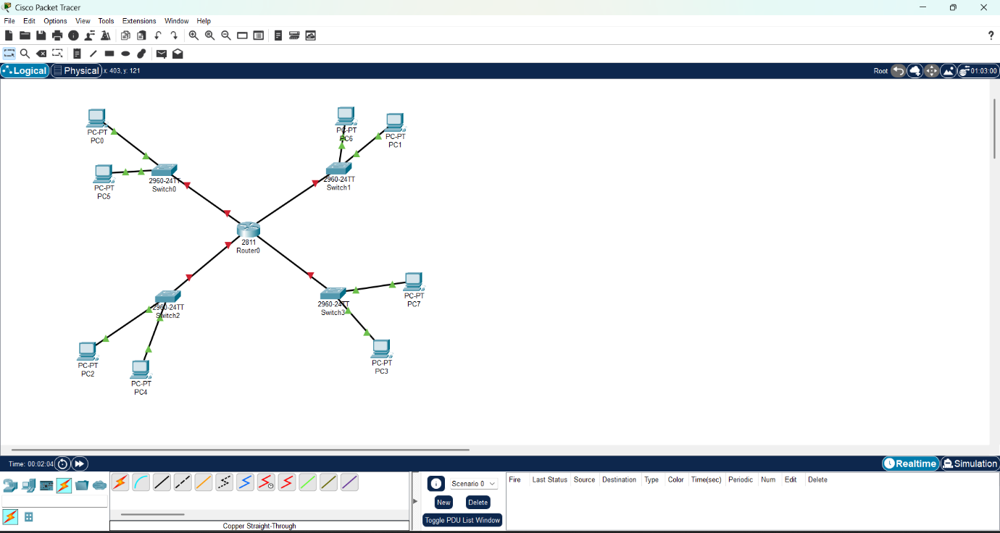 Cisco Packet Tracer
File Edit Options View Tools Extensions Window Help
?
Logical Physical x: 403, y: 121 Root 01:03:00
PC-PT
PC0
PC-PT
PC6
PC-PT
PC1
PC-PT
PC5
2960-24TT
Switch0
2960-24TT
Switch1
2811
Router0
2960-24TT
Switch2
2960-24TT
Switch3
PC-PT
PC7
PC-PT
PC2
PC-PT
PC4
PC-PT
PC3
Time: 00:02:04 Realtime Simulation
Scenario 0
New Delete
Toggle PDU List Window
Fire Last Status Source Destination Type Color Time(sec) Periodic Num Edit Delete
Copper Straight-Through